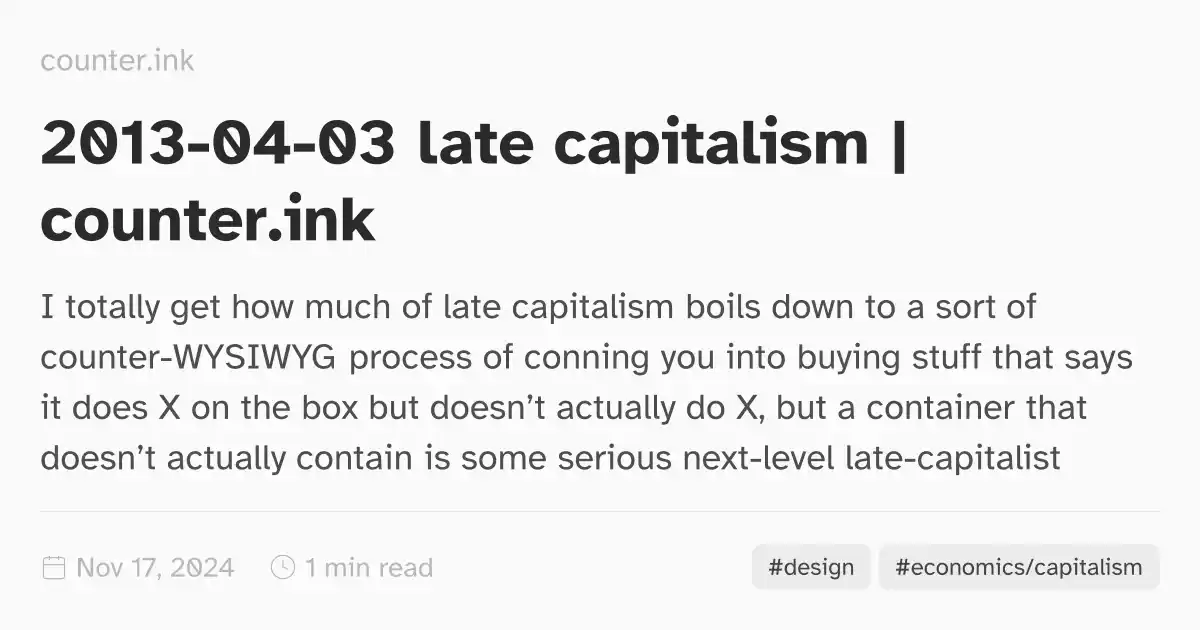 counter.ink
2013-04-03 late capitalism |
counter.ink
I totally get how much of late capitalism boils down to a sort of
counter-WYSIWYG process of conning you into buying stuff that says
it does X on the box but doesn’t actually do X, but a container that
doesn’t actually contain is some serious next-level late-capitalist
Nov 17, 2024 1 min read #design #economics/capitalism